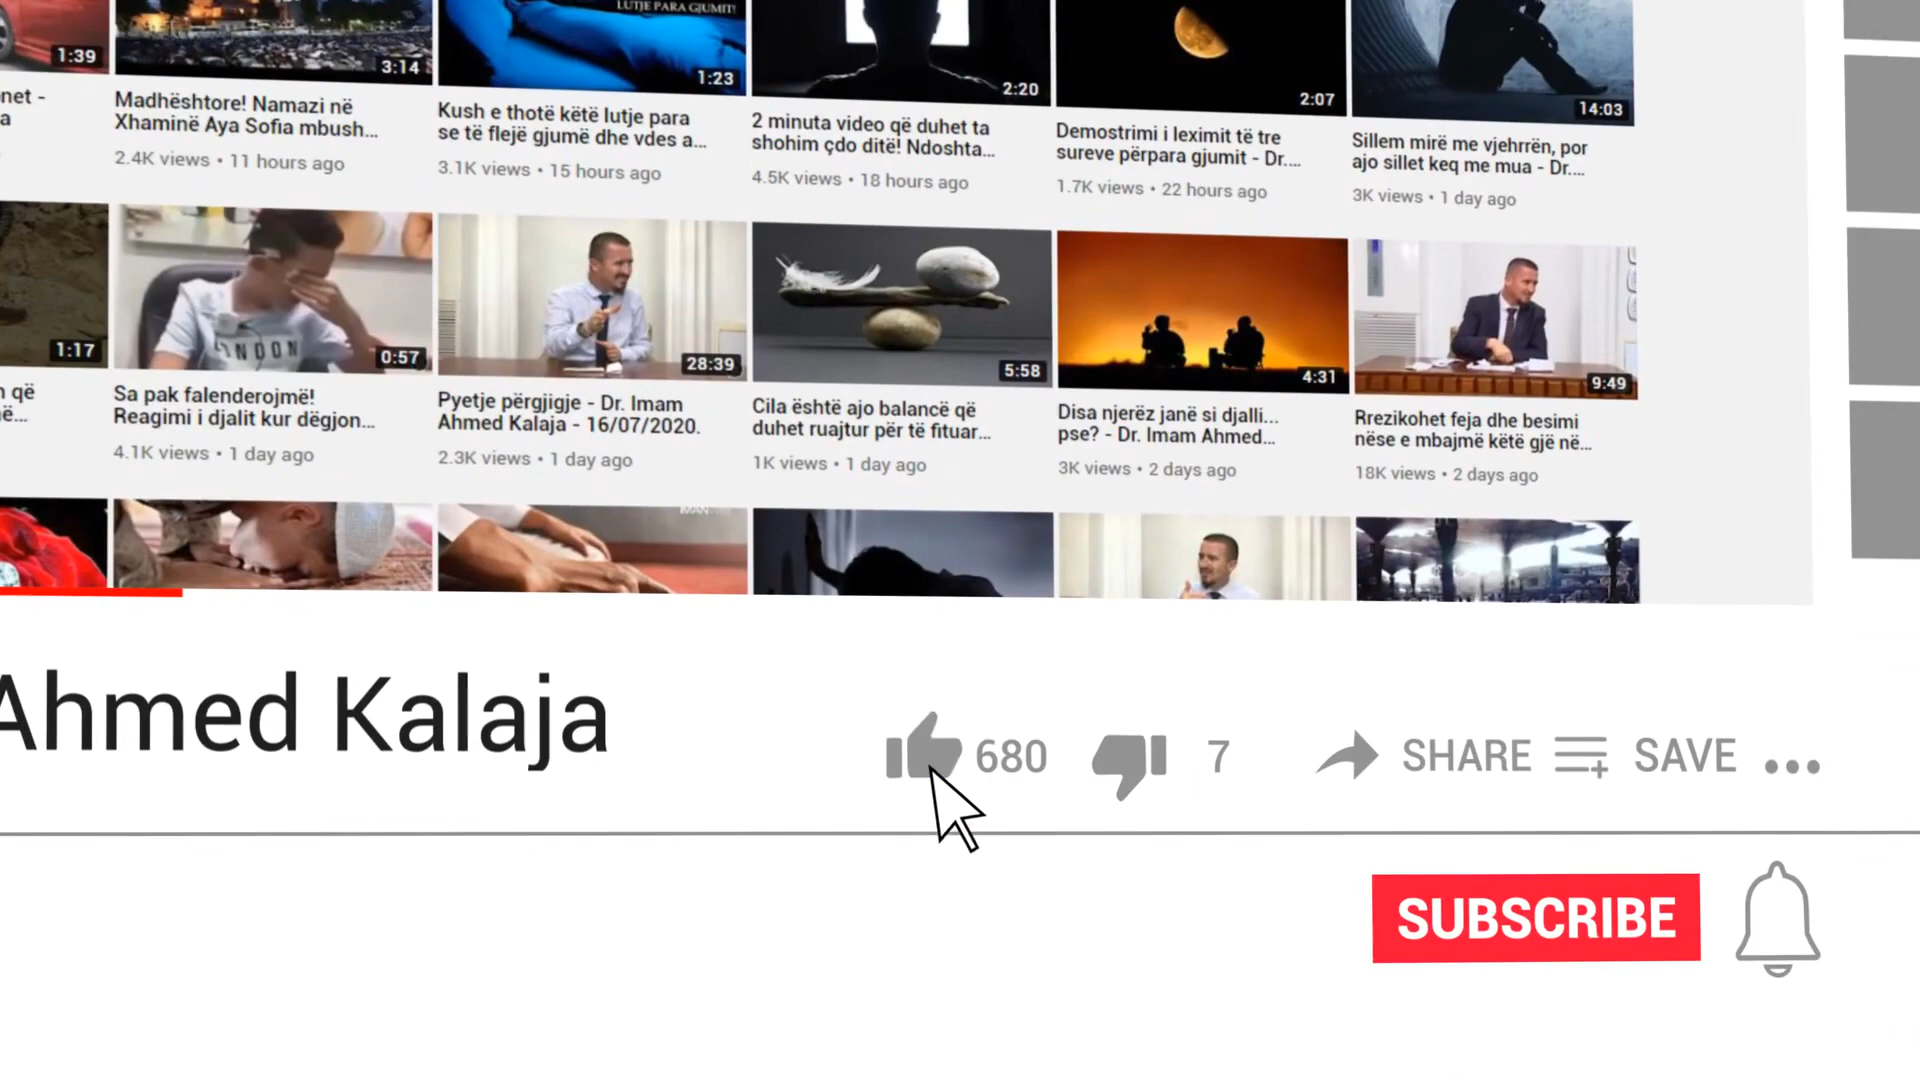 LUTJE PARA GJUMIT!
1:39
3:14
1:23
2:20
2:07
14:03
net -
a
Madhështore! Namazi në
Xhaminë Aya Sofia mbush...
2.4K views • 11 hours ago
Kush e thotë këtë lutje para
se të flejë gjumë dhe vdes a...
3.1K views • 15 hours ago
2 minuta video që duhet ta
shohim çdo ditë! Ndoshta...
4.5K views • 18 hours ago
Demostrimi i leximit të tre
sureve përpara gjumit - Dr....
1.7K views • 22 hours ago
Sillem mirë me vjehrrën, por
ajo sillet keq me mua - Dr....
3K views • 1 day ago
LONDON
1:17
0:57
28:39
5:58
4:31
9:49
që
ë...
Sa pak falenderojmë!
Reagimi i djalit kur dëgjon...
4.1K views • 1 day ago
Pyetje përgjigje - Dr. Imam
Ahmed Kalaja - 16/07/2020.
2.3K views • 1 day ago
Cila është ajo balancë që
duhet ruajtur për të fituar...
1K views • 1 day ago
Disa njerëz janë si djalli...
pse? - Dr. Imam Ahmed...
3K views • 2 days ago
Rrezikohet feja dhe besimi
nëse e mbajmë këtë gjë në...
18K views • 2 days ago
Ahmed Kalaja
680
7
SHARE
SAVE
SUBSCRIBE